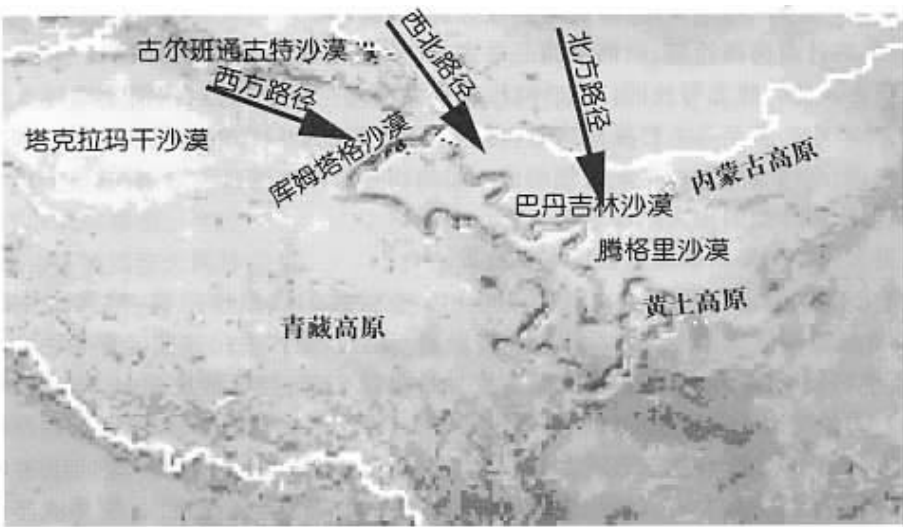 古尔班通古特沙漠
西北路径
北方路径
西方路径
塔克拉玛干沙漠
库姆塔格沙漠
内蒙古高原
巴丹吉林沙漠
腾格里沙漠
青藏高原
黄土高原